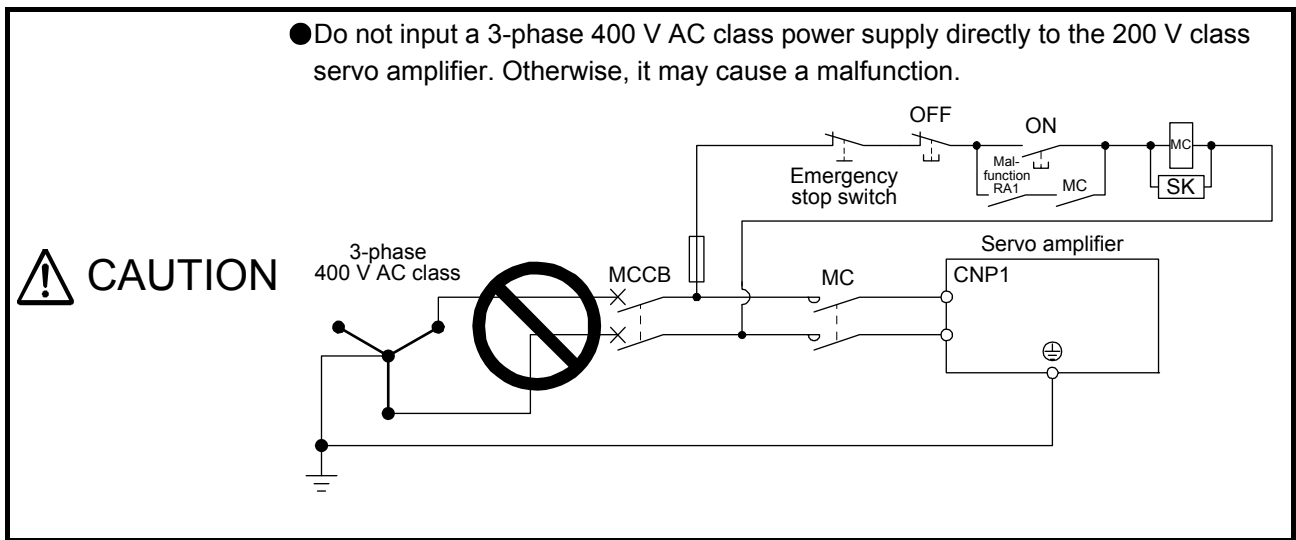 ●Do not input a 3-phase 400 V AC class power supply directly to the 200 V class
servo amplifier. Otherwise, it may cause a malfunction.
OFF
ON
MC
Emergency
stop switch
Mal-
function
RA1
MC
SK
CAUTION
3-phase
400 V AC class
MCCB
MC
Servo amplifier
CNP1